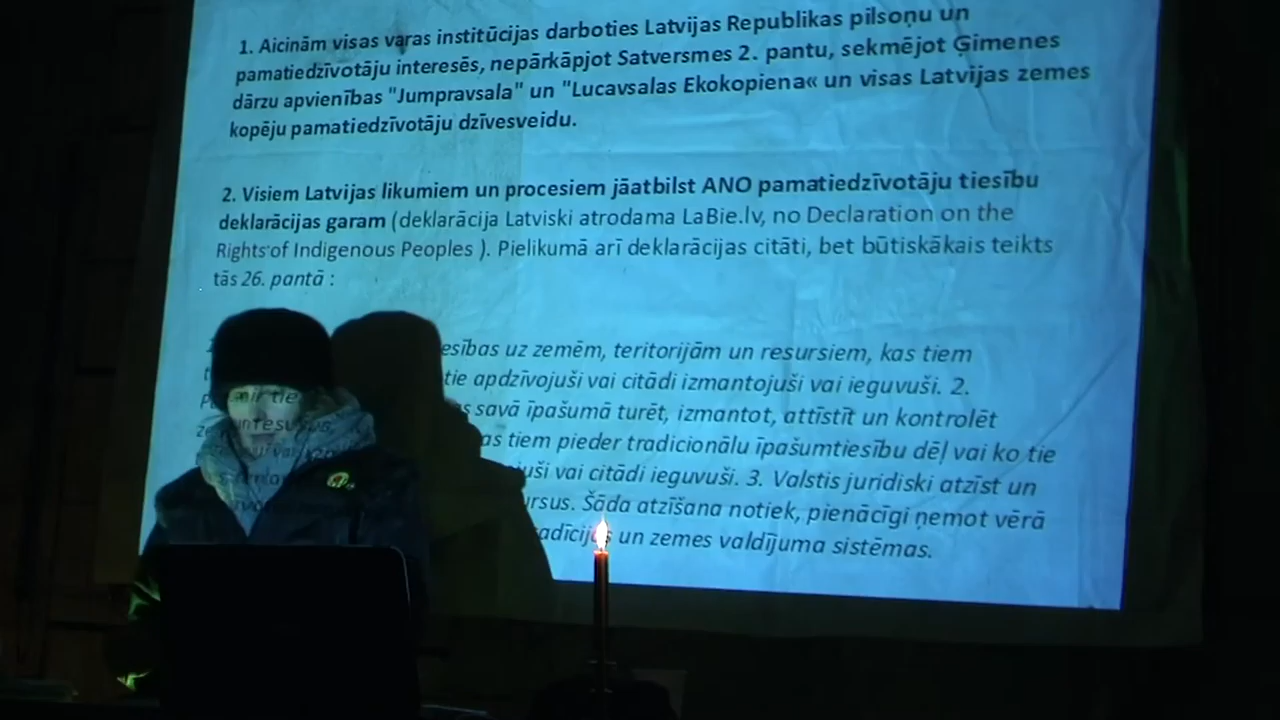 1. Aicinām visas varas institūcijas darboties Latvijas Republikas pilsoņu un
pamatiedzīvotāju interesēs, nepārkāpjot Satversmes 2. pantu, sekmējot Ģimenes
dārzu apvienības "Jumpravsala" un "Lucavsalas Ekokopiena« un visas Latvijas zemes
kopēju pamatiedzīvotāju dzīvesveidu.
2. Visiem Latvijas likumiem un procesiem jāatbilst ANO pamatiedzīvotāju tiesību
deklarācijas garam (deklarācija Latviski atrodama LaBie.lv, no Declaration on the
Rights of Indigenous Peoples ). Pielikumā arī deklarācijas citāti, bet būtiskākais teikts
tās 26. pantā :
uz zemēm, teritorijām un resursiem, kas tiem
tie apdzīvojuši vai citādi izmantojuši vai ieguvuši. 2.
savā īpašumā turēt, izmantot, attīstīt un kontrolēt
tiem pieder tradicionālu īpašumtiesību dēļ vai ko tie
vai citādi ieguvuši. 3. Valstis juridiski atzīst un
Šāda atzīšana notiek, pienācīgi ņemot vērā
un zemes valdījuma sistēmas.